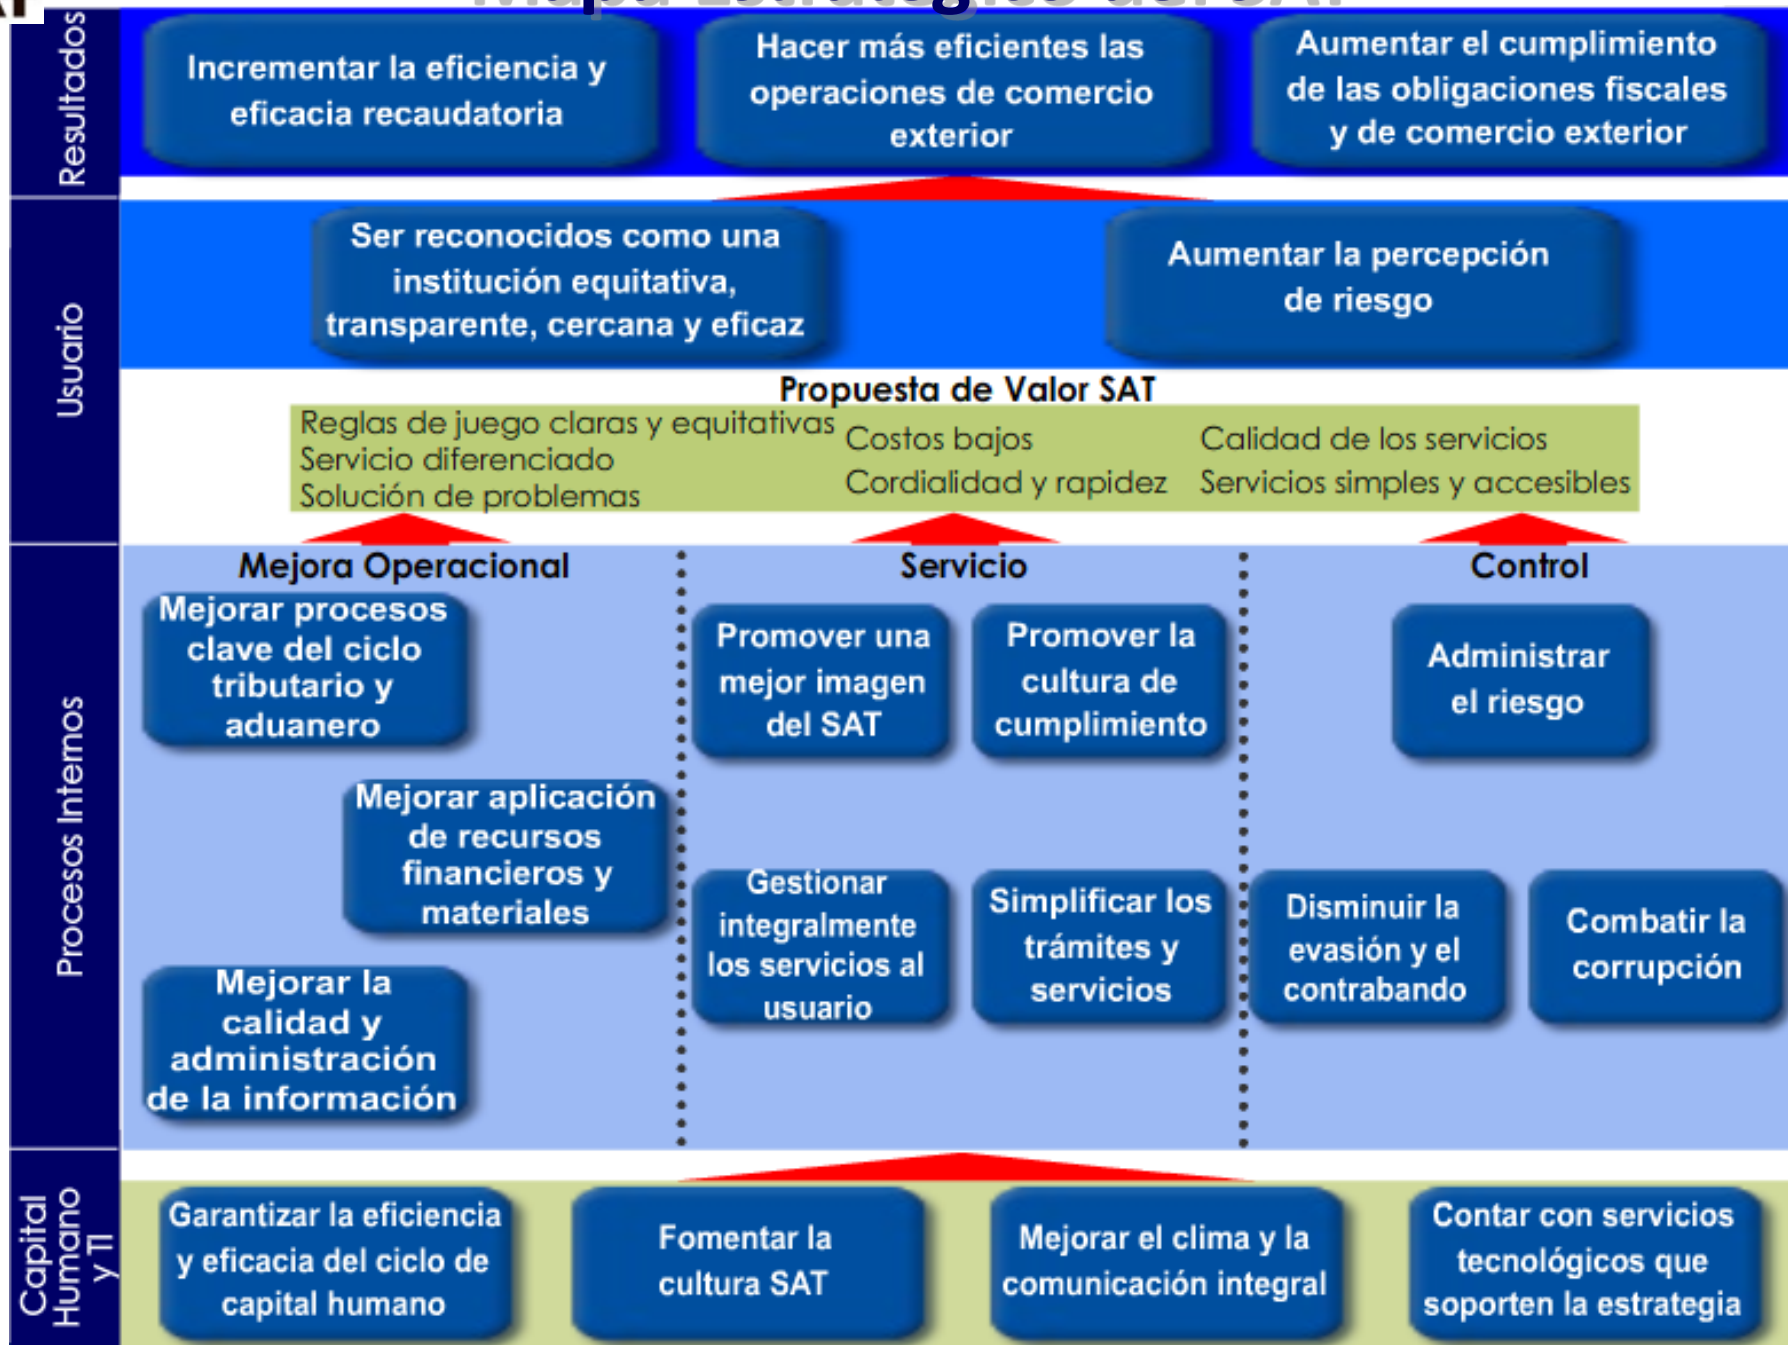 Mapa Estratégico del SAT
Resultados
Incrementar la eficiencia y
eficacia recaudatoria
Hacer más eficientes las
operaciones de comercio
exterior
Aumentar el cumplimiento
de las obligaciones fiscales
y de comercio exterior
Usuario
Ser reconocidos como una
institución equitativa,
transparente, cercana y eficaz
Aumentar la percepción
de riesgo
Propuesta de Valor SAT
Reglas de juego claras y equitativas
Servicio diferenciado
Solución de problemas
Costos bajos
Cordialidad y rapidez
Calidad de los servicios
Servicios simples y accesibles
Procesos Internos
Mejora Operacional
Mejorar procesos
clave del ciclo
tributario y
aduanero
Mejorar aplicación
de recursos
financieros y
materiales
Mejorar la
calidad y
administración
de la información
Servicio
Promover una
mejor imagen
del SAT
Promover la
cultura de
cumplimiento
Gestionar
integralmente
los servicios al
usuario
Simplificar los
trámites y
servicios
Control
Administrar
el riesgo
Disminuir la
evasión y el
contrabando
Combatir la
corrupción
Capital
Humano
y TI
Garantizar la eficiencia
y eficacia del ciclo de
capital humano
Fomentar la
cultura SAT
Mejorar el clima y la
comunicación integral
Contar con servicios
tecnológicos que
soporten la estrategia